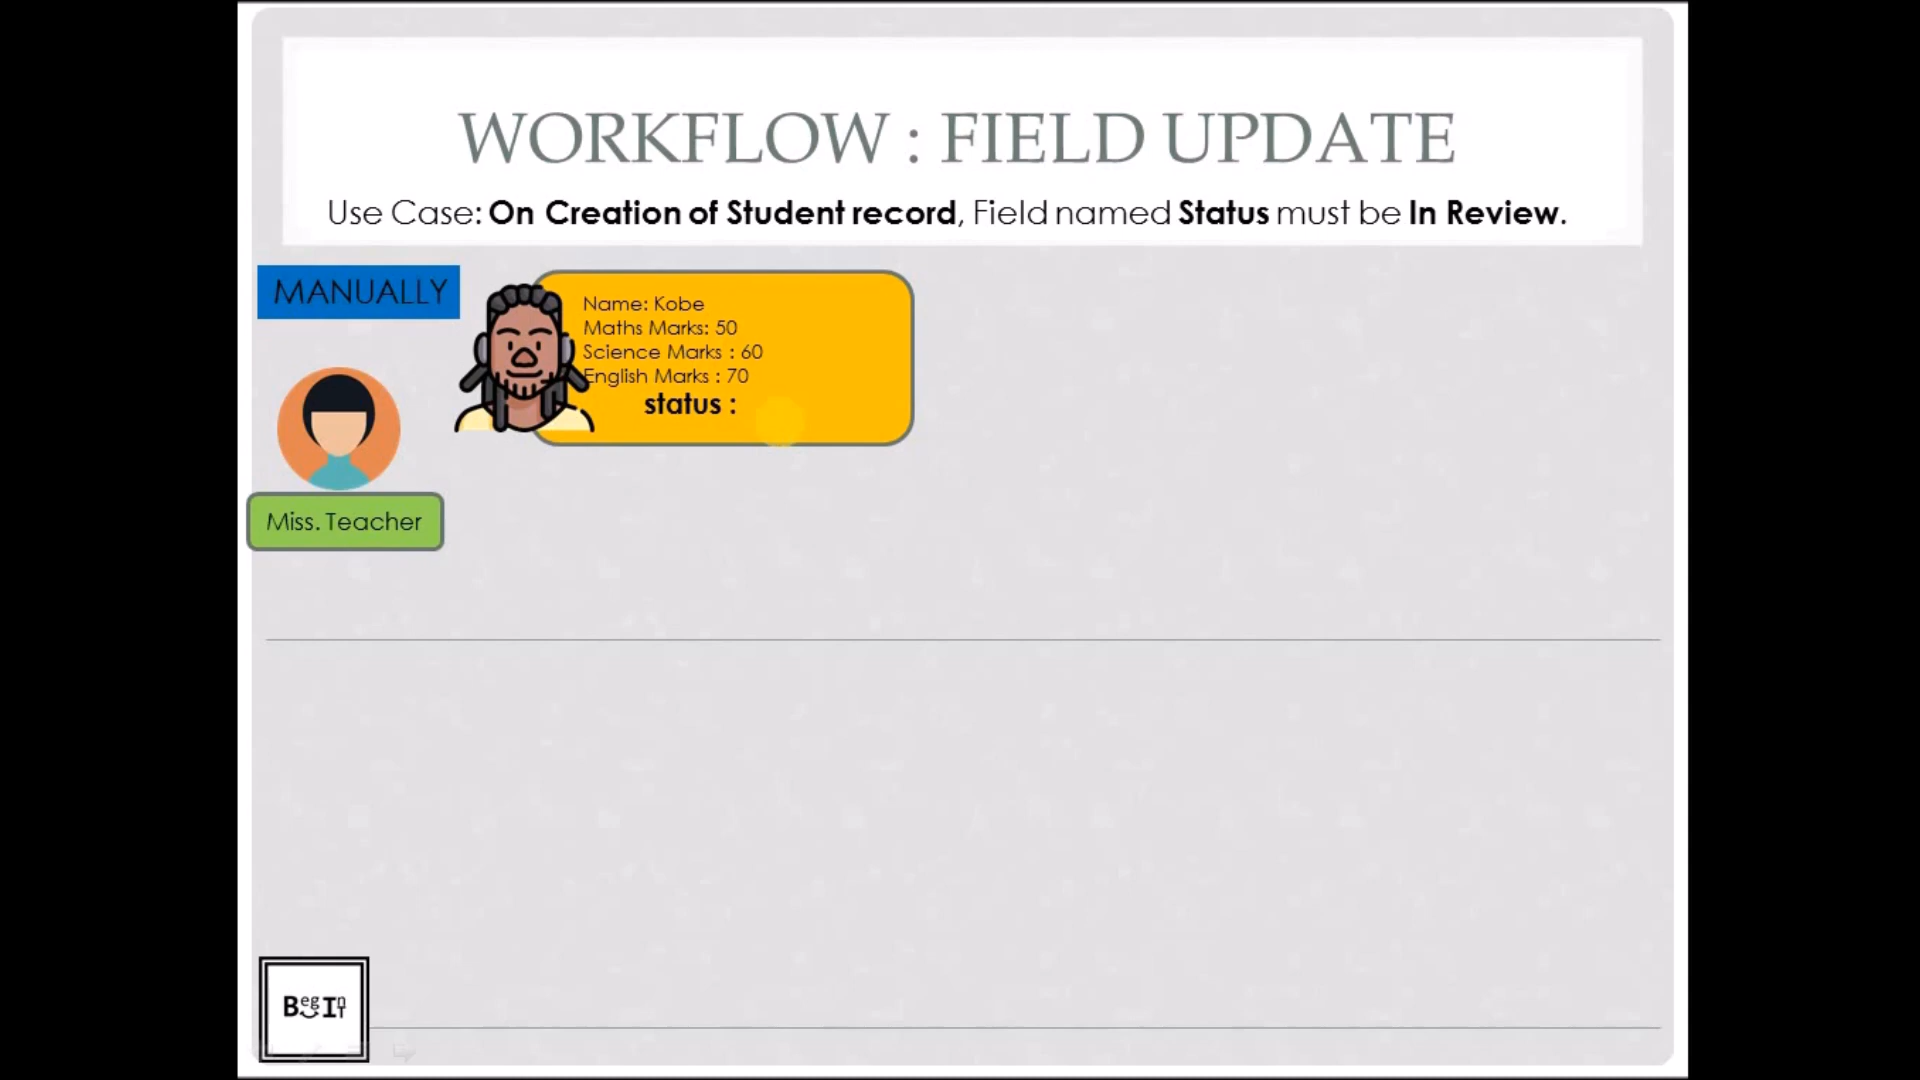 WORKFLOW : FIELD UPDATE
Use Case: On Creation of Student record, Field named Status must be In Review.
MANUALLY
Name: Kobe
Maths Marks: 50
Science Marks : 60
English Marks : 70
status :
Miss. Teacher
BegInIT